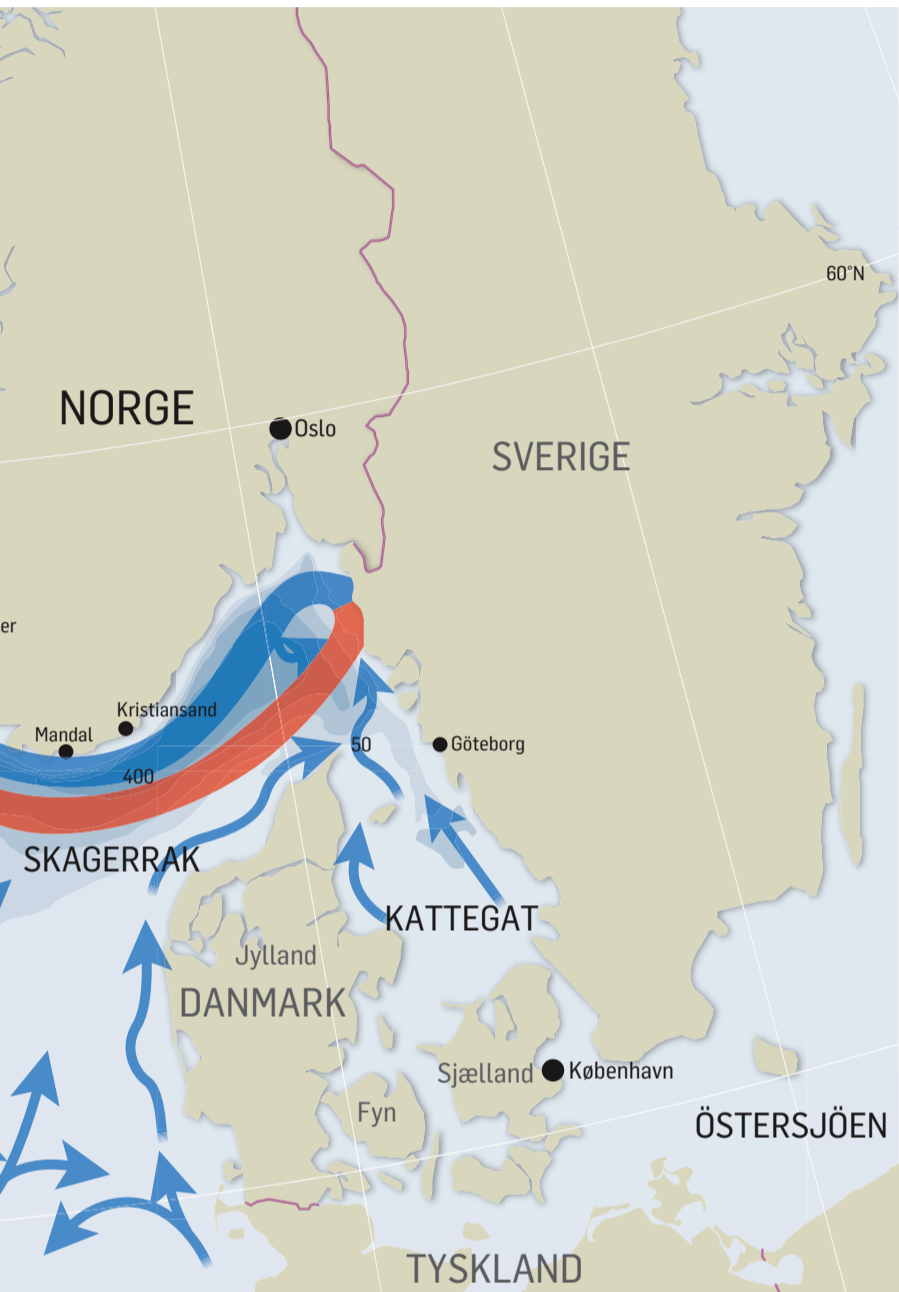 60°N
NORGE
Oslo
SVERIGE
er
Kristiansand
Mandal
50
Göteborg
400
SKAGERRAK
KATTEGAT
Jylland
DANMARK
Sjælland
København
Fyn
ÖSTERSJÖEN
TYSKLAND